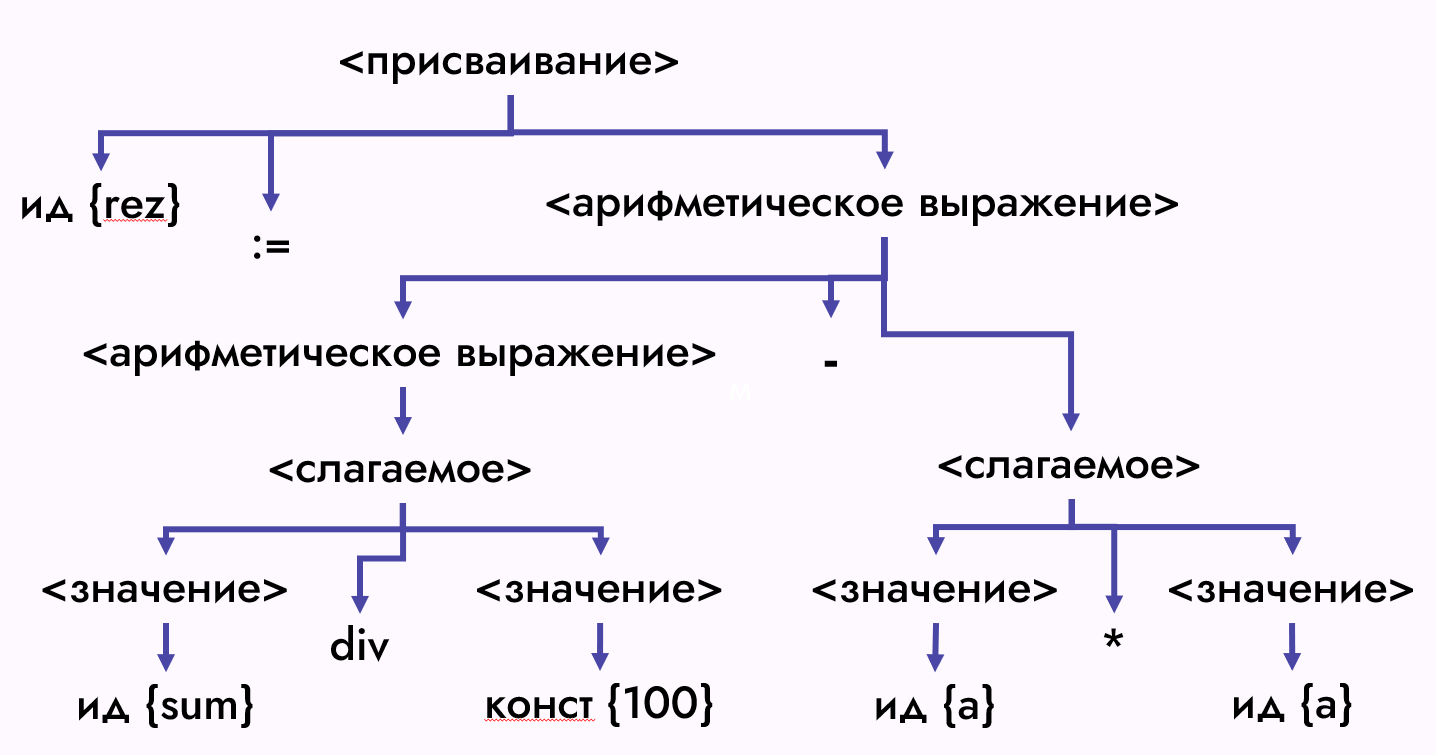 <присваивание>
ид {rez}
:=
<арифметическое выражение>
<арифметическое выражение>
-
м
<слагаемое>
<слагаемое>
<значение>
<значение>
<значение>
<значение>
div
*
ид {sum}
конст {100}
ид {a}
ид {a}